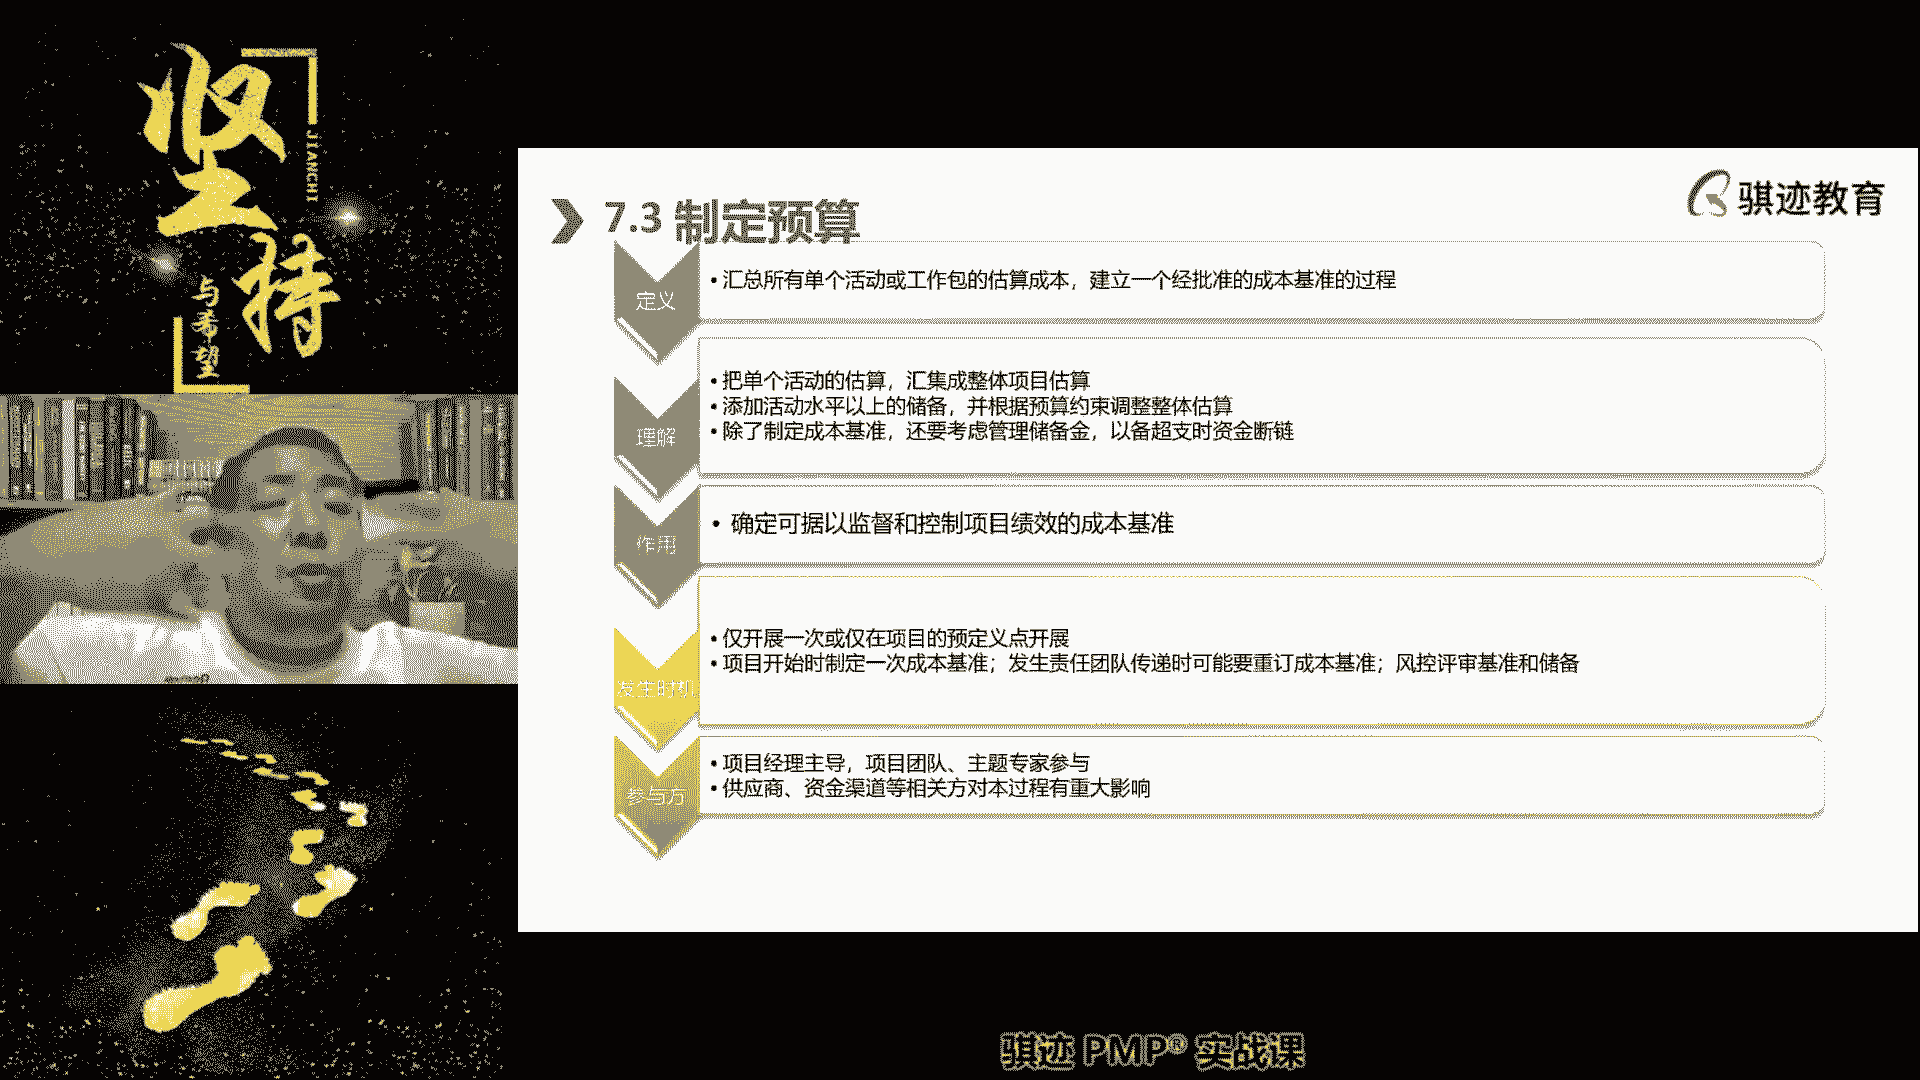 坚持
JIANCHI
与希望
骐迹教育
7.3 制定预算
定义
• 汇总所有单个活动或工作包的估算成本，建立一个经批准的成本基准的过程
理解
• 把单个活动的估算，汇集成整体项目估算
• 添加活动水平以上的储备，并根据预算约束调整整体估算
• 除了制定成本基准，还要考虑管理储备金，以备超支时资金断链
作用
• 确定可据以监督和控制项目绩效的成本基准
发生时机
• 仅开展一次或仅在项目的预定义点开展
• 项目开始时制定一次成本基准；发生责任团队传递时可能要重订成本基准；风控评审基准和储备
参与方
• 项目经理主导，项目团队、主题专家参与
• 供应商、资金渠道等相关方对本过程有重大影响
骐迹 PMP® 实战课